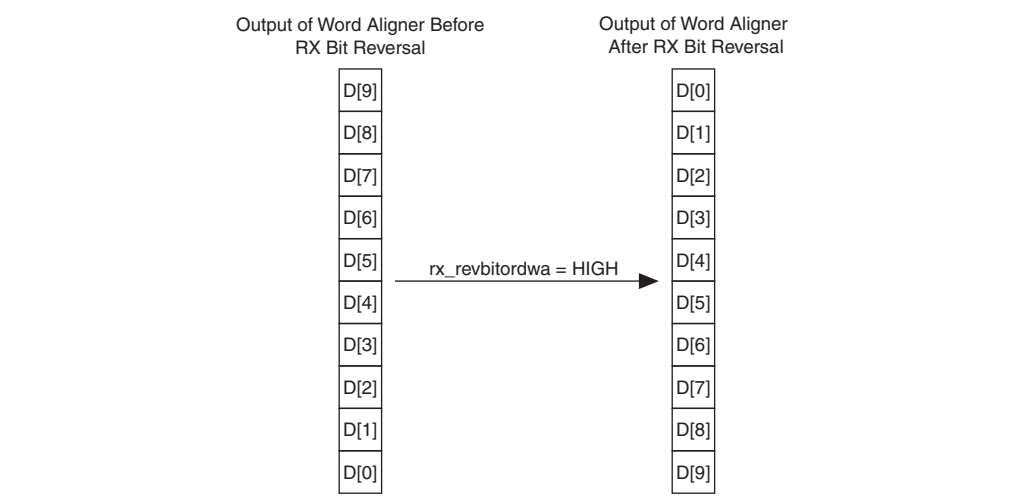 Output of Word Aligner Before
RX Bit Reversal
Output of Word Aligner
After RX Bit Reversal
D[9]
D[8]
D[7]
D[6]
D[5]
D[4]
D[3]
D[2]
D[1]
D[0]
rx_revbitordwa = HIGH
D[0]
D[1]
D[2]
D[3]
D[4]
D[5]
D[6]
D[7]
D[8]
D[9]